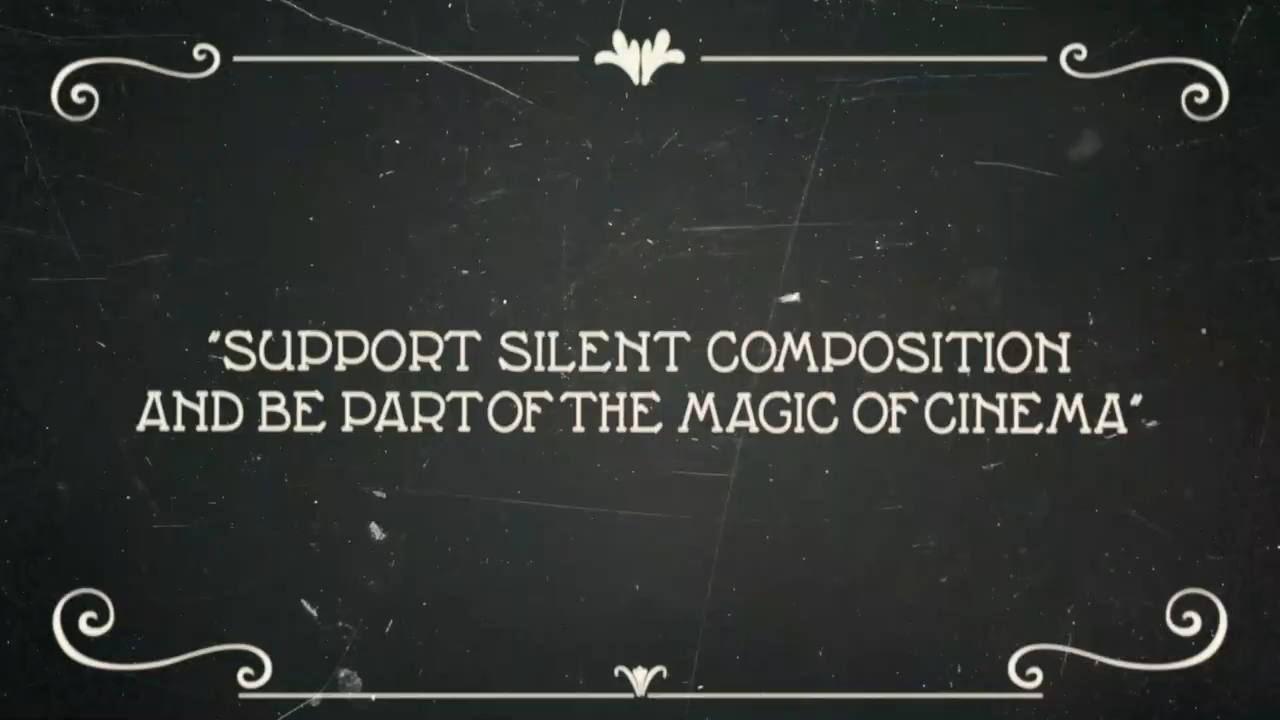 "SUPPORT SILENT COMPOSITION
AND BE PART OF THE MAGIC OF CINEMA"